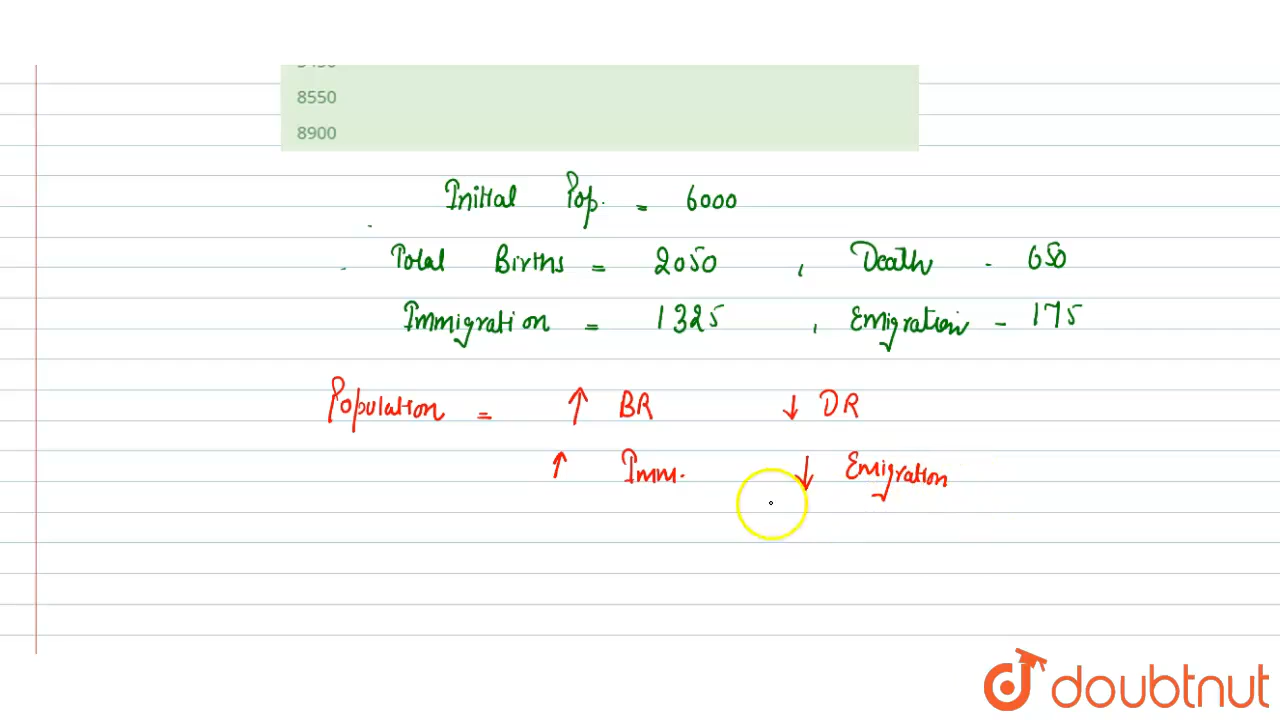 8550
8900
Initial Pop. = 6000
Total Births = 2050 , Death - 650
Immigration = 1325 , Emigration - 175
Population = ↑ BR ↓ DR
↑ Imm. ↓ Emigration
doubtnut